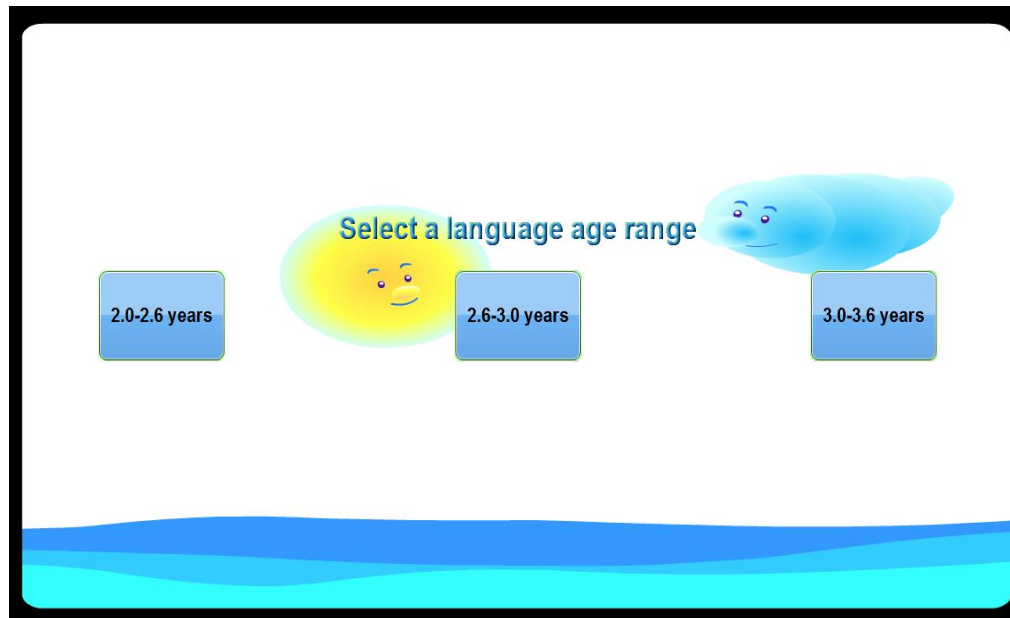 Select a language age range
2.0-2.6 years
2.6-3.0 years
3.0-3.6 years